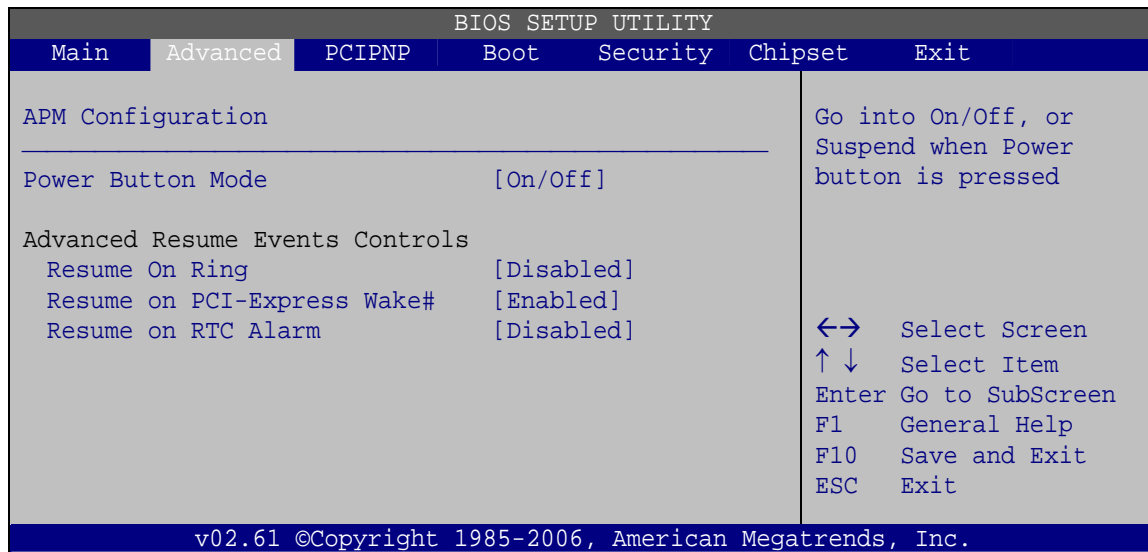 BIOS SETUP UTILITY
Main Advanced PCIPNP Boot Security Chipset Exit
APM Configuration
Power Button Mode [On/Off]
Advanced Resume Events Controls
Resume On Ring [Disabled]
Resume on PCI-Express Wake# [Enabled]
Resume on RTC Alarm [Disabled]
Go into On/Off, or
Suspend when Power
button is pressed
←→ Select Screen
↑ ↓ Select Item
Enter Go to SubScreen
F1 General Help
F10 Save and Exit
ESC Exit
v02.61 ©Copyright 1985-2006, American Megatrends, Inc.